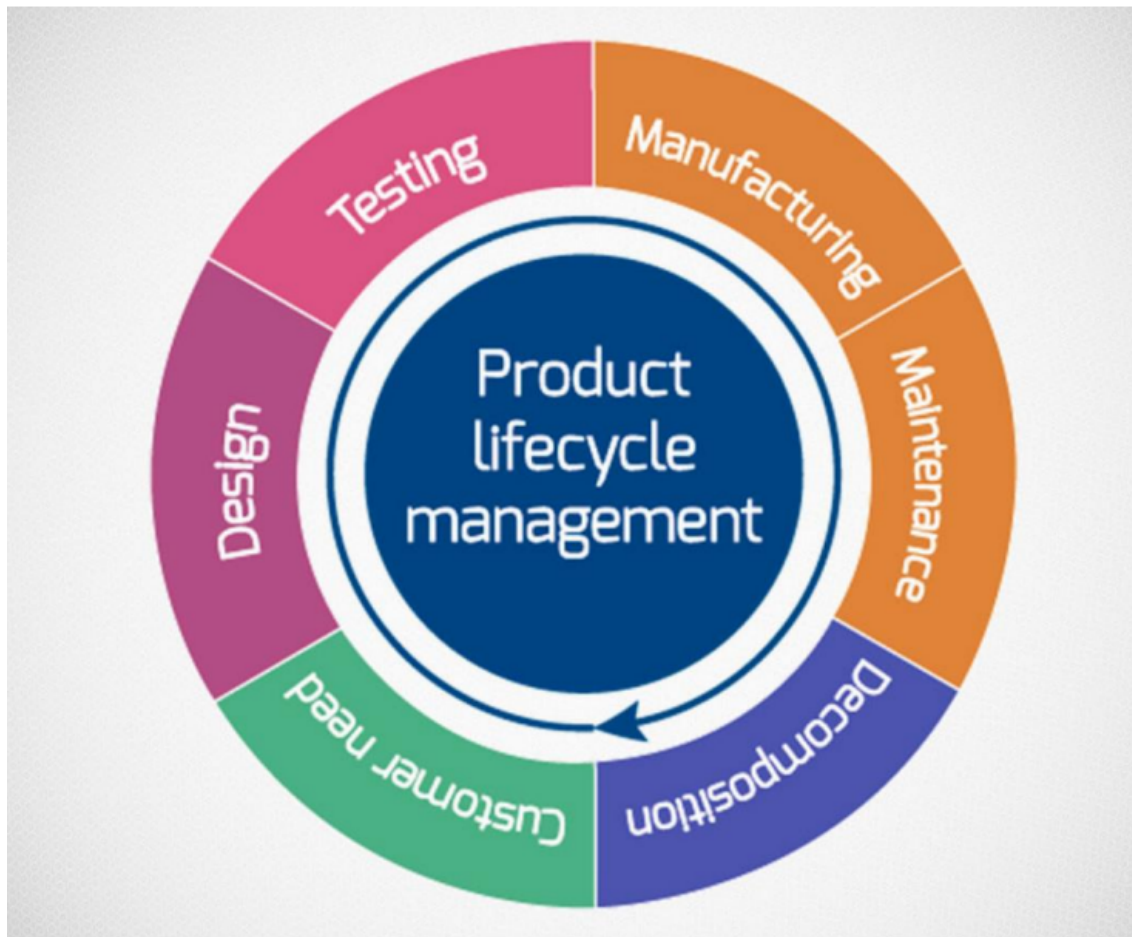 Testing
Manufacturing
Design
Product
lifecycle
management
Maintenance
Customer need
Decomposition